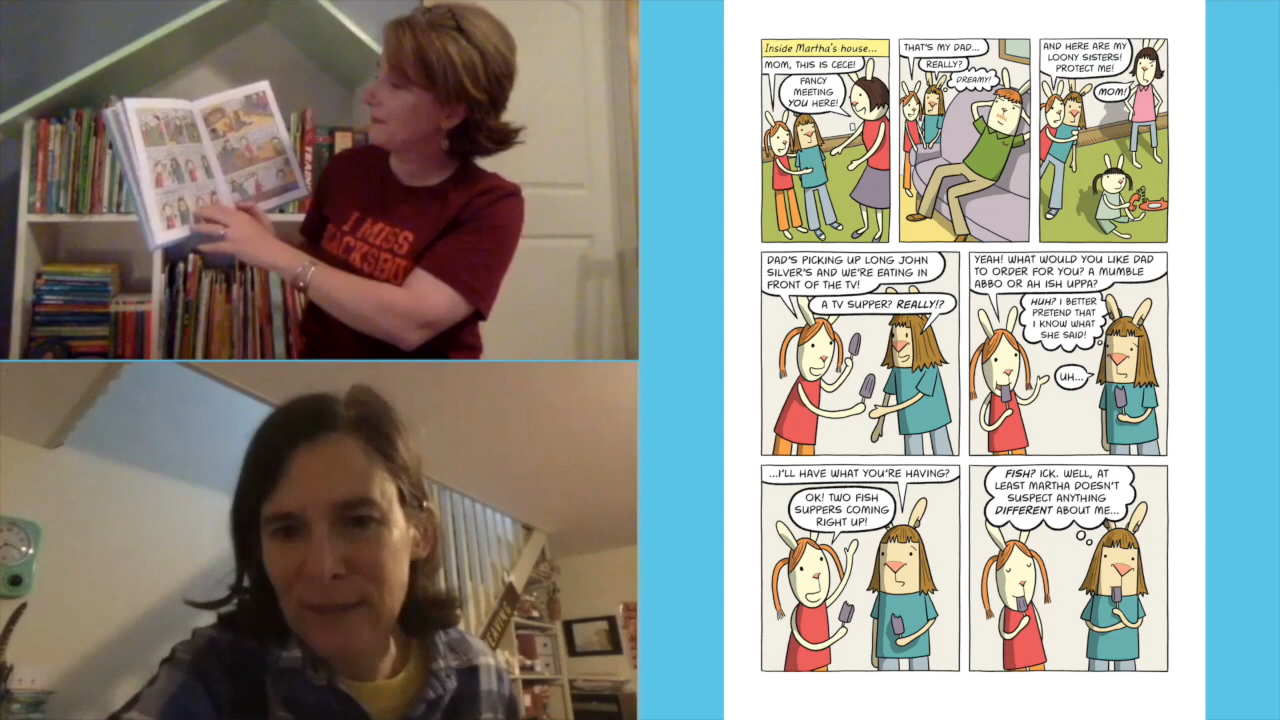 I MISS
Inside Martha's house...
MOM, THIS IS CECE!
FANCY
MEETING
YOU HERE!
THAT'S MY DAD...
REALLY?
DREAMY!
AND HERE ARE MY
LOONY SISTERS!
PROTECT ME!
MOM!
DAD'S PICKING UP LONG JOHN
SILVER'S AND WE'RE EATING IN
FRONT OF THE TV!
A TV SUPPER? REALLY!?
YEAH! WHAT WOULD YOU LIKE DAD
TO ORDER FOR YOU? A MUMBLE
ABBO OR AH ISH UPPA?
HUH? I BETTER
PRETEND THAT
I KNOW WHAT
SHE SAID!
UH...
...I'LL HAVE WHAT YOU'RE HAVING?
OK! TWO FISH
SUPPERS COMING
RIGHT UP!
FISH? ICK. WELL, AT
LEAST MARTHA DOESN'T
SUSPECT ANYTHING
DIFFERENT ABOUT ME...